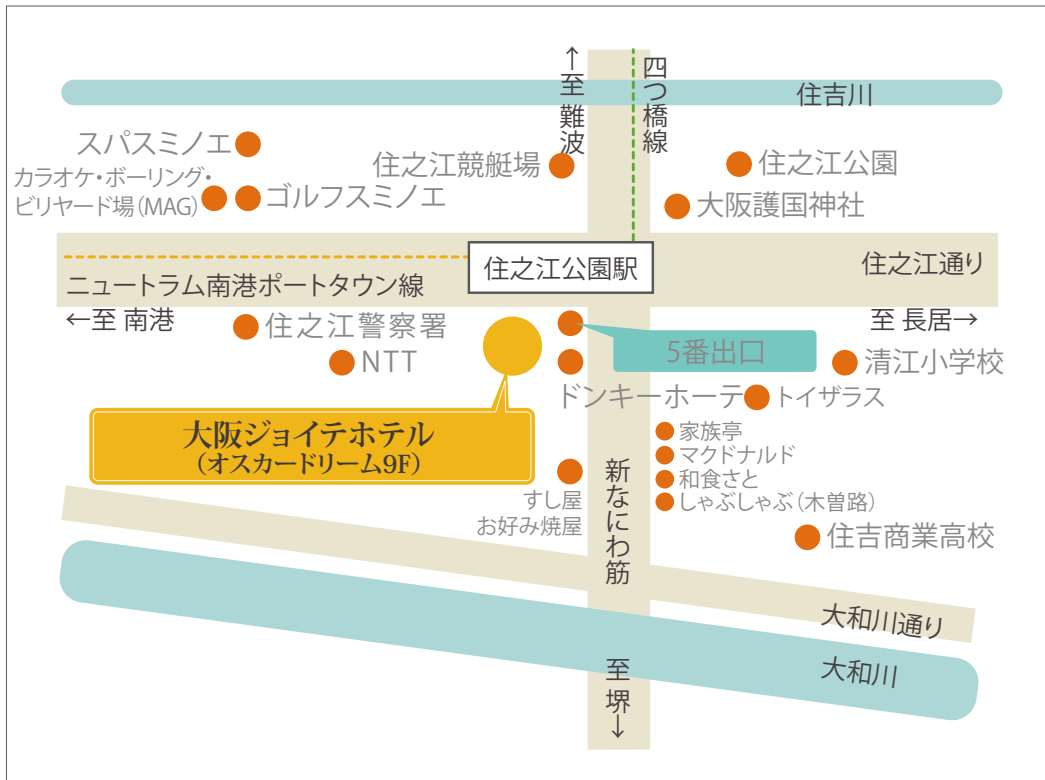 ↑至 難波
四つ橋線
住吉川
スパスミノエ
住之江競艇場
住之江公園
カラオケ・ボーリング・
ビリヤード場(MAG)
ゴルフスミノエ
大阪護国神社
住之江公園駅
住之江通り
ニュートラム南港ポートタウン線
←至 南港
住之江警察署
至 長居→
5番出口
NTT
清江小学校
ドンキーホーテ
トイザラス
大阪ジョイテホテル
(オスカードリーム9F)
家族亭
マクドナルド
和食さと
しゃぶしゃぶ(木曽路)
すし屋
お好み焼屋
新なにわ筋
住吉商業高校
大和川通り
大和川
至 堺→